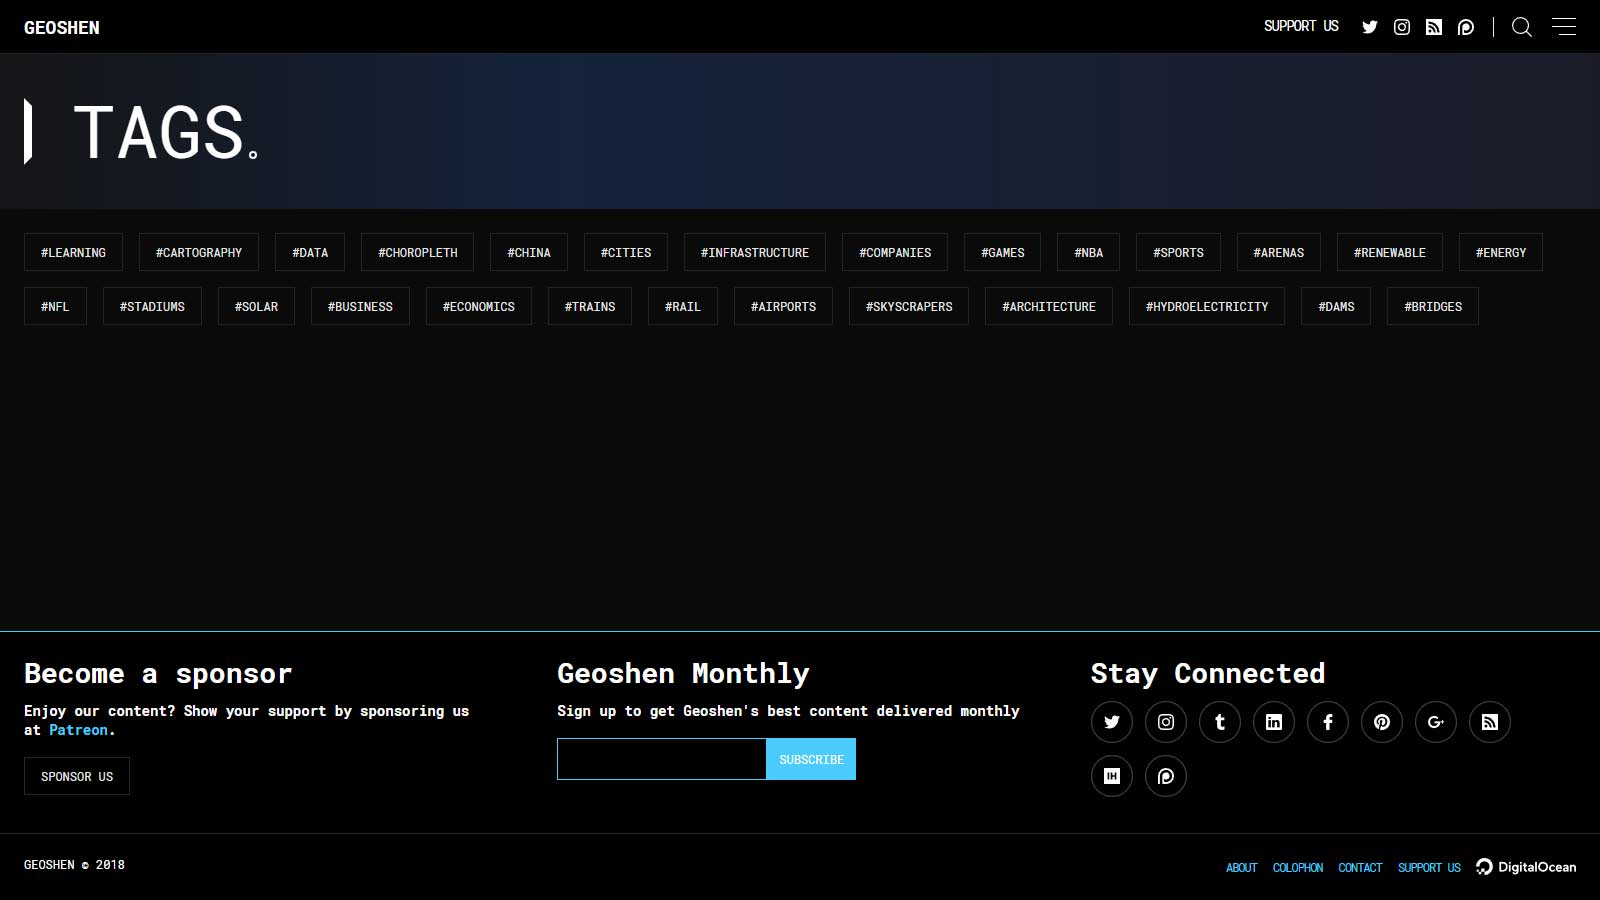 GEOSHEN
SUPPORT US
TAGS.
#LEARNING #CARTOGRAPHY #DATA #CHOROPLETH #CHINA #CITIES #INFRASTRUCTURE #COMPANIES #GAMES #NBA #SPORTS #ARENAS #RENEWABLE #ENERGY
#NFL #STADIUMS #SOLAR #BUSINESS #ECONOMICS #TRAINS #RAIL #AIRPORTS #SKYSCRAPERS #ARCHITECTURE #HYDROELECTRICITY #DAMS #BRIDGES
Become a sponsor
Enjoy our content? Show your support by sponsoring us
at Patreon.
SPONSOR US
Geoshen Monthly
Sign up to get Geoshen's best content delivered monthly
SUBSCRIBE
Stay Connected
IH
GEOSHEN © 2018
ABOUT COLOPHON CONTACT SUPPORT US DigitalOcean